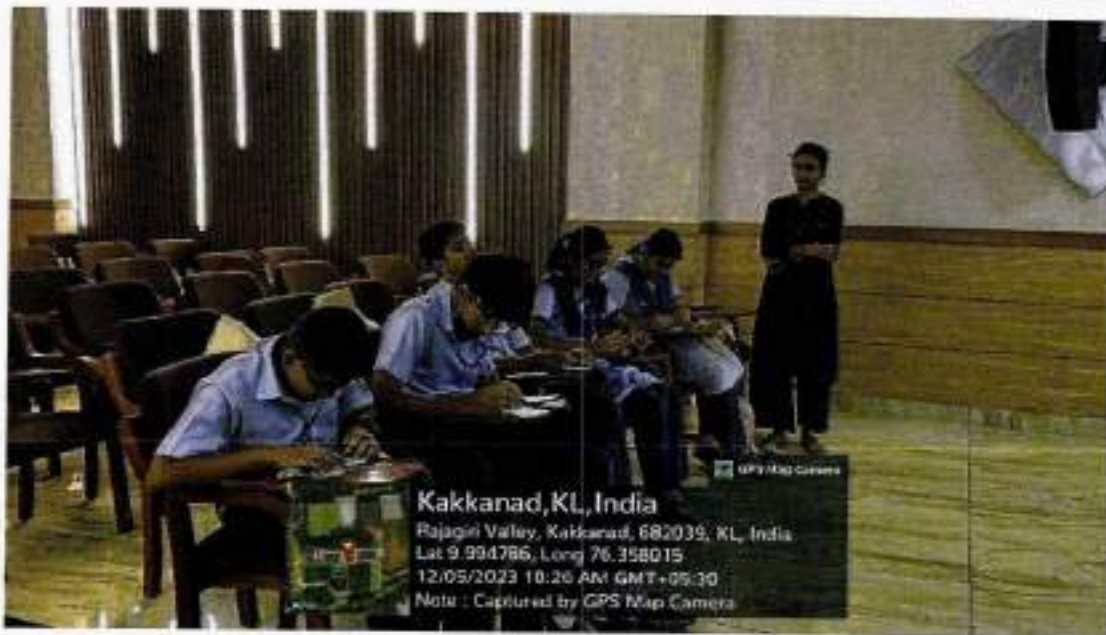 GPS Map Camera
Kakkanad,KL,India
Rajagiri Valley, Kakkanad, 682039, KL, India
Lat 9.994786, Long 76.358015
12/05/2023 10:26 AM GMT+05:30
Note : Captured by GPS Map Camera